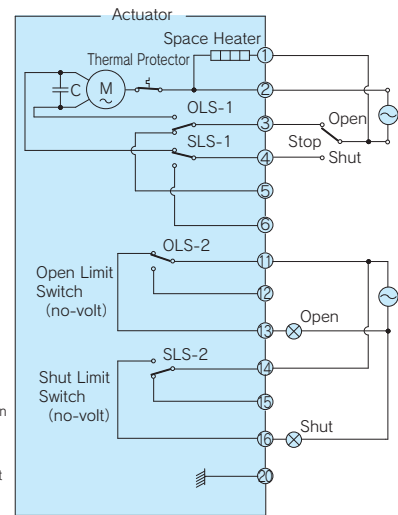 Actuator
Space Heater
Thermal Protector
C
M
OLS-1
SLS-1
1
2
3
4
5
6
Open
Stop
Shut
OLS-2
Open Limit
Switch
(no-volt)
11
12
13
Open
SLS-2
Shut Limit
Switch
(no-volt)
14
15
16
Shut
20
n
t